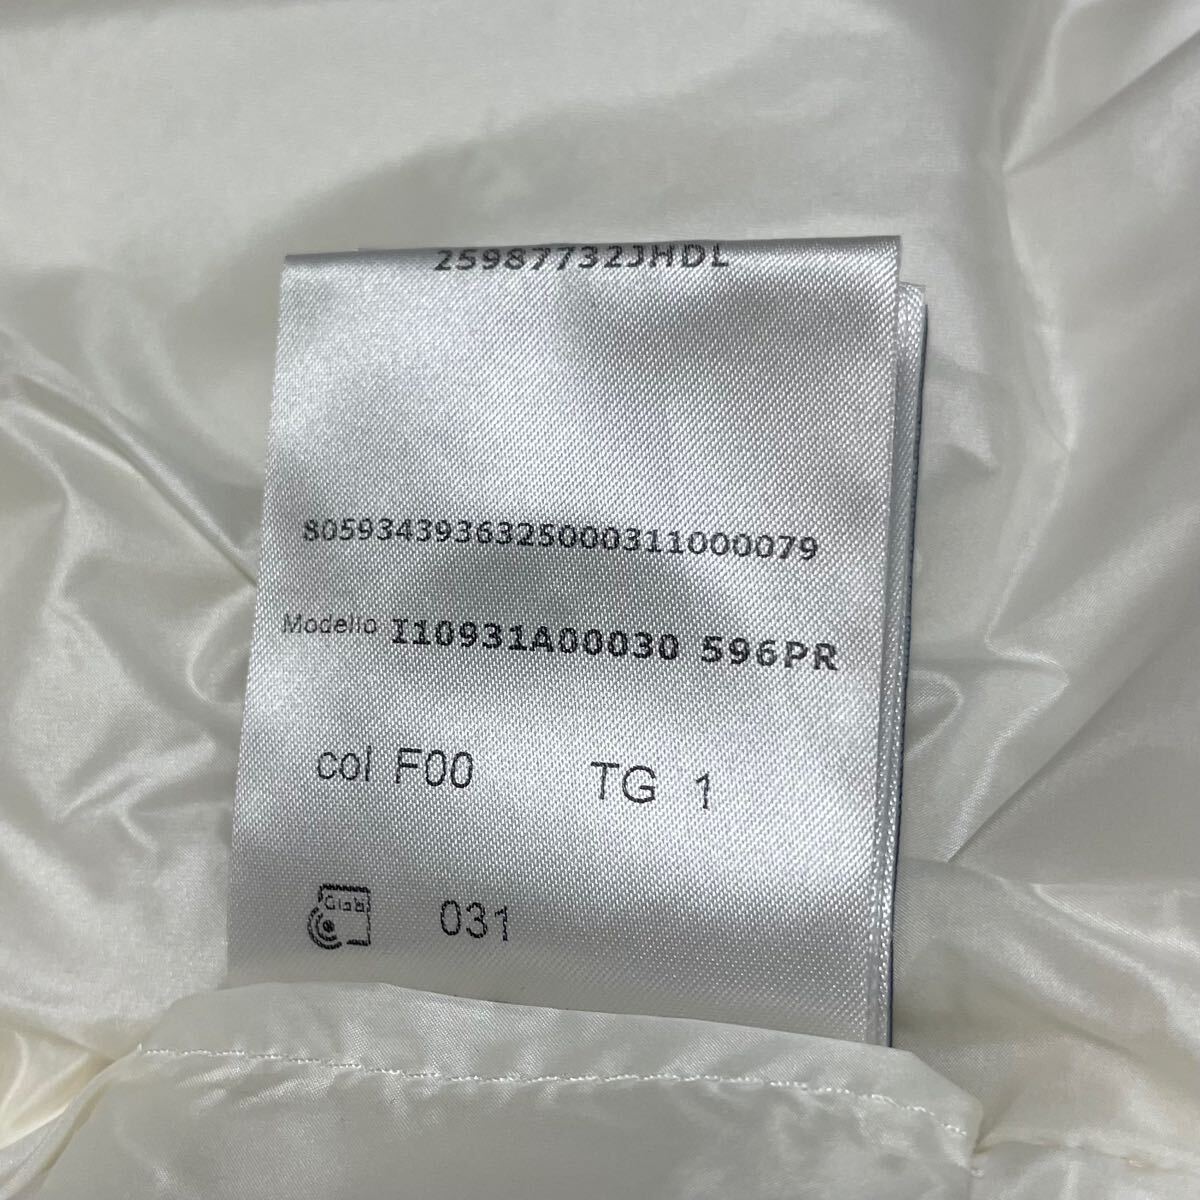 25987732JHDL
8059343936325000311000079
Modello I10931A00030 596PR
col F00 TG 1
031